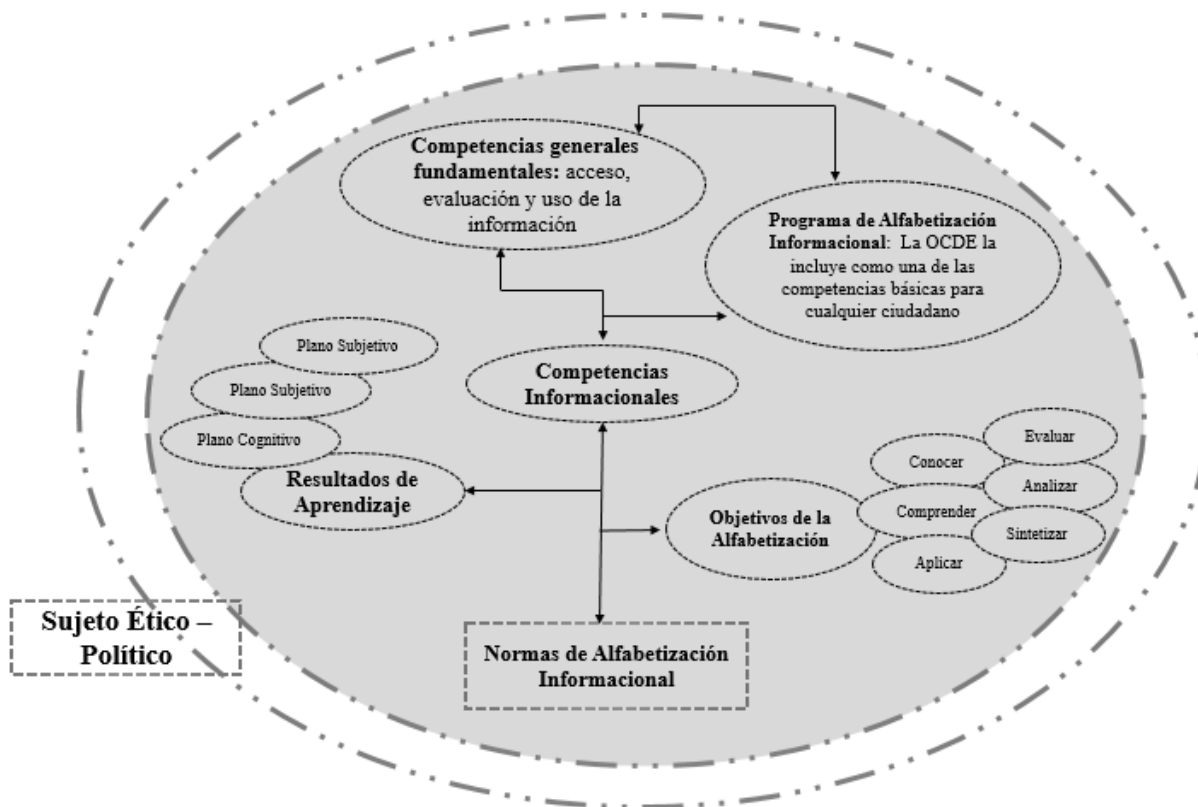 Competencias generales
fundamentales: acceso,
evaluación y uso de la
información
Programa de Alfabetización
Informacional: La OCDE la
incluye como una de las
competencias básicas para
cualquier ciudadano
Plano Subjetivo
Plano Subjetivo
Plano Cognitivo
Resultados de
Aprendizaje
Competencias
Informacionales
Objetivos de la
Alfabetización
Conocer
Comprender
Aplicar
Evaluar
Analizar
Sintetizar
Sujeto Ético –
Político
Normas de Alfabetización
Informacional